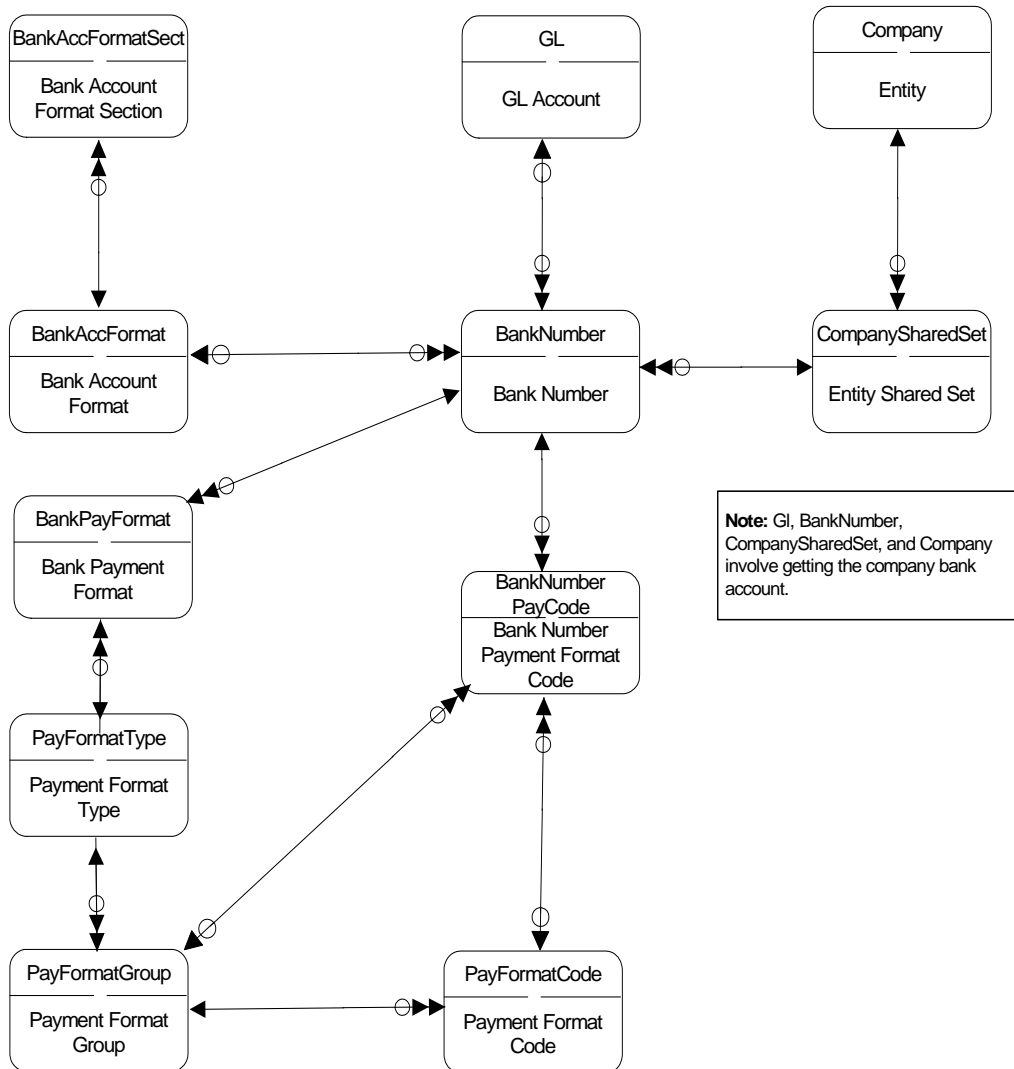 BankAccFormatSect
Bank Account
Format Section
GL
GL Account
Company
Entity
BankAccFormat
Bank Account
Format
BankNumber
Bank Number
CompanySharedSet
Entity Shared Set
BankPayFormat
Bank Payment
Format
Note: Gl, BankNumber,
CompanySharedSet, and Company
involve getting the company bank
account.
BankNumber
PayCode
Bank Number
Payment Format
Code
PayFormatType
Payment Format
Type
PayFormatGroup
Payment Format
Group
PayFormatCode
Payment Format
Code